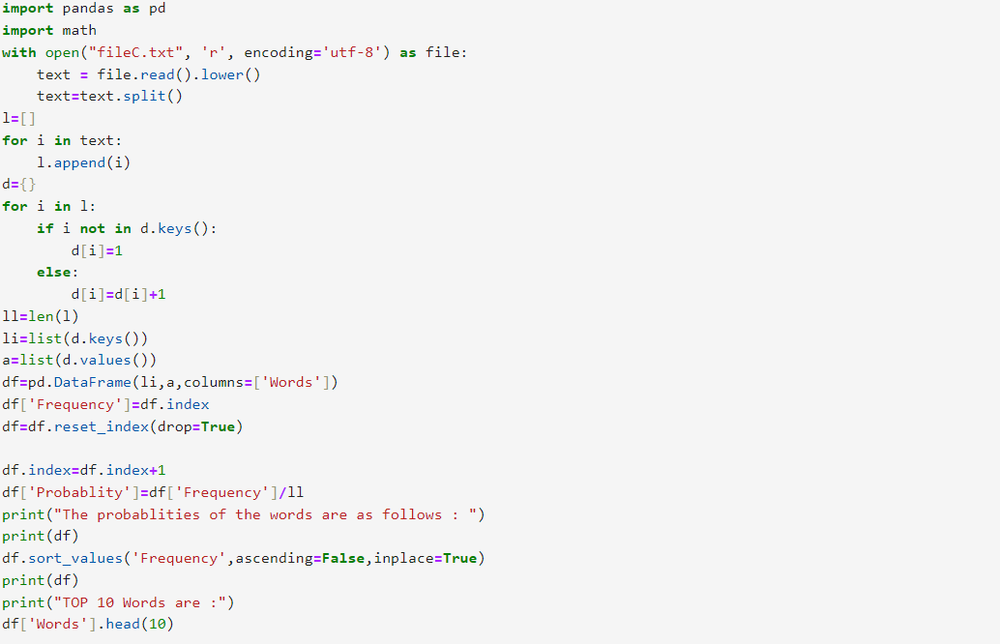 import pandas as pd
import math
with open("fileC.txt", 'r', encoding='utf-8') as file:
    text = file.read().lower()
    text=text.split()
l=[]
for i in text:
    l.append(i)
d={}
for i in l:
    if i not in d.keys():
        d[i]=1
    else:
        d[i]=d[i]+1
ll=len(l)
li=list(d.keys())
a=list(d.values())
df=pd.DataFrame(li,a,columns=['Words'])
df['Frequency']=df.index
df=df.reset_index(drop=True)

df.index=df.index+1
df['Probablity']=df['Frequency']/ll
print("The probablities of the words are as follows : ")
print(df)
df.sort_values('Frequency',ascending=False,inplace=True)
print(df)
print("TOP 10 Words are :")
df['Words'].head(10)